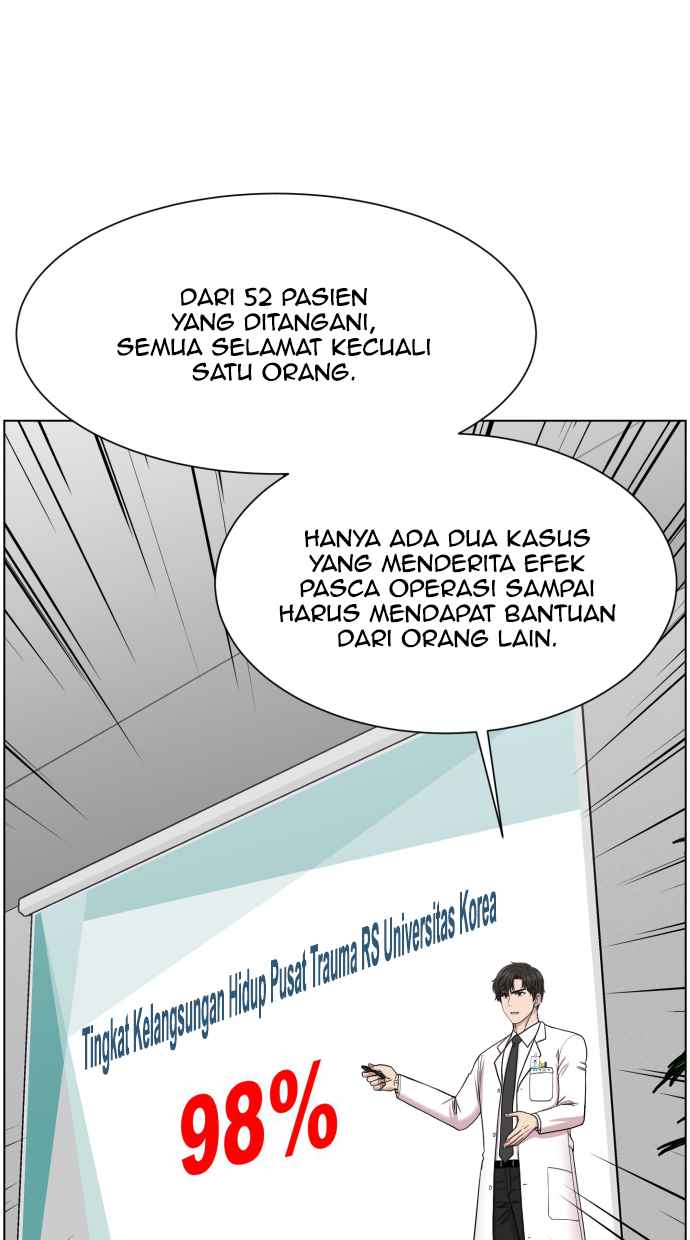 DARI 52 PASIEN
YANG DITANGANI,
SEMUA SELAMAT KECUALI
SATU ORANG.
HANYA ADA DUA KASUS
YANG MENDERITA EFEK
PASCA OPERASI SAMPAI
HARUS MENDAPAT BANTUAN
DARI ORANG LAIN.
Tingkat Kelangsungan Hidup Pusat Trauma RS Universitas Korea
98%